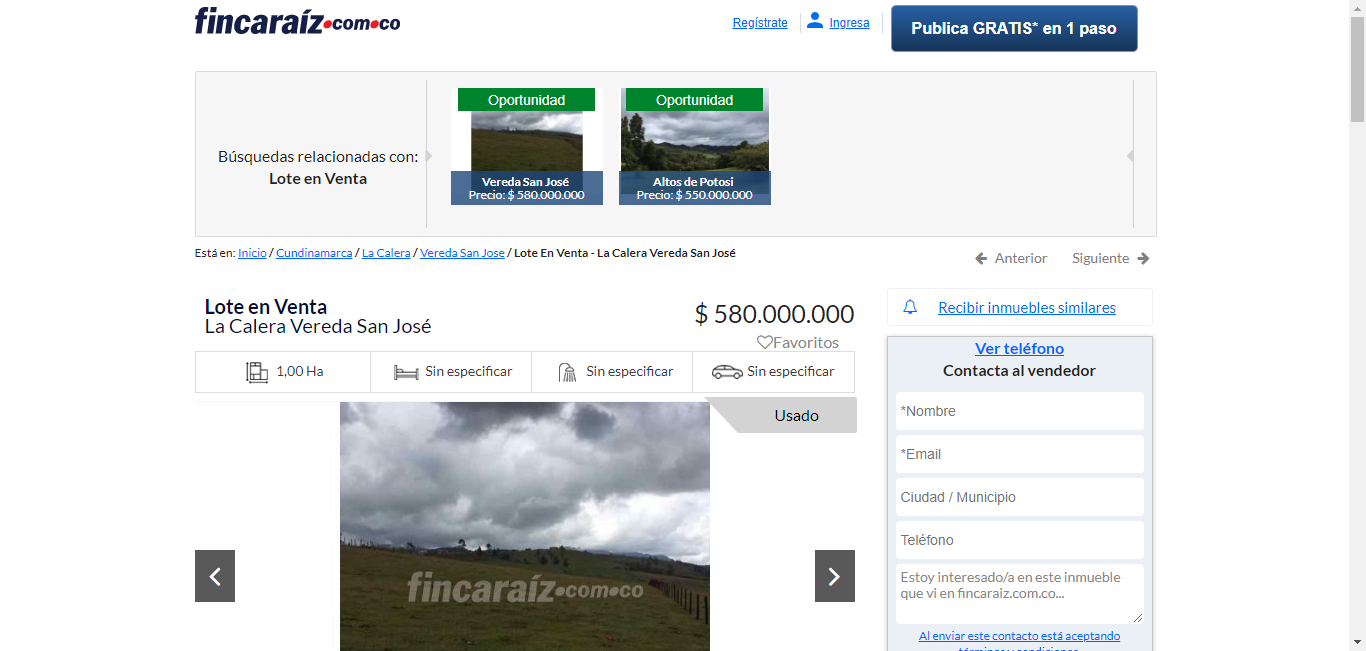 fincaraíz.com.co
Regístrate
Ingresa
Publica GRATIS* en 1 paso
Búsquedas relacionadas con:
Lote en Venta
Oportunidad
Vereda San José
Precio: $ 580.000.000
Oportunidad
Altos de Potosi
Precio: $ 550.000.000
Está en: Inicio / Cundinamarca / La Calera / Vereda San Jose / Lote En Venta - La Calera Vereda San José
Anterior
Siguiente
Lote en Venta
La Calera Vereda San José
$ 580.000.000
Favoritos
1,00 Ha
Sin especificar
Sin especificar
Sin especificar
Usado
fincaraíz.com.co
Recibir inmuebles similares
Ver teléfono
Contacta al vendedor
*Nombre
*Email
Ciudad / Municipio
Teléfono
Estoy interesado/a en este inmueble
que vi en fincaraiz.com.co...
Al enviar este contacto está aceptando
términos y condiciones